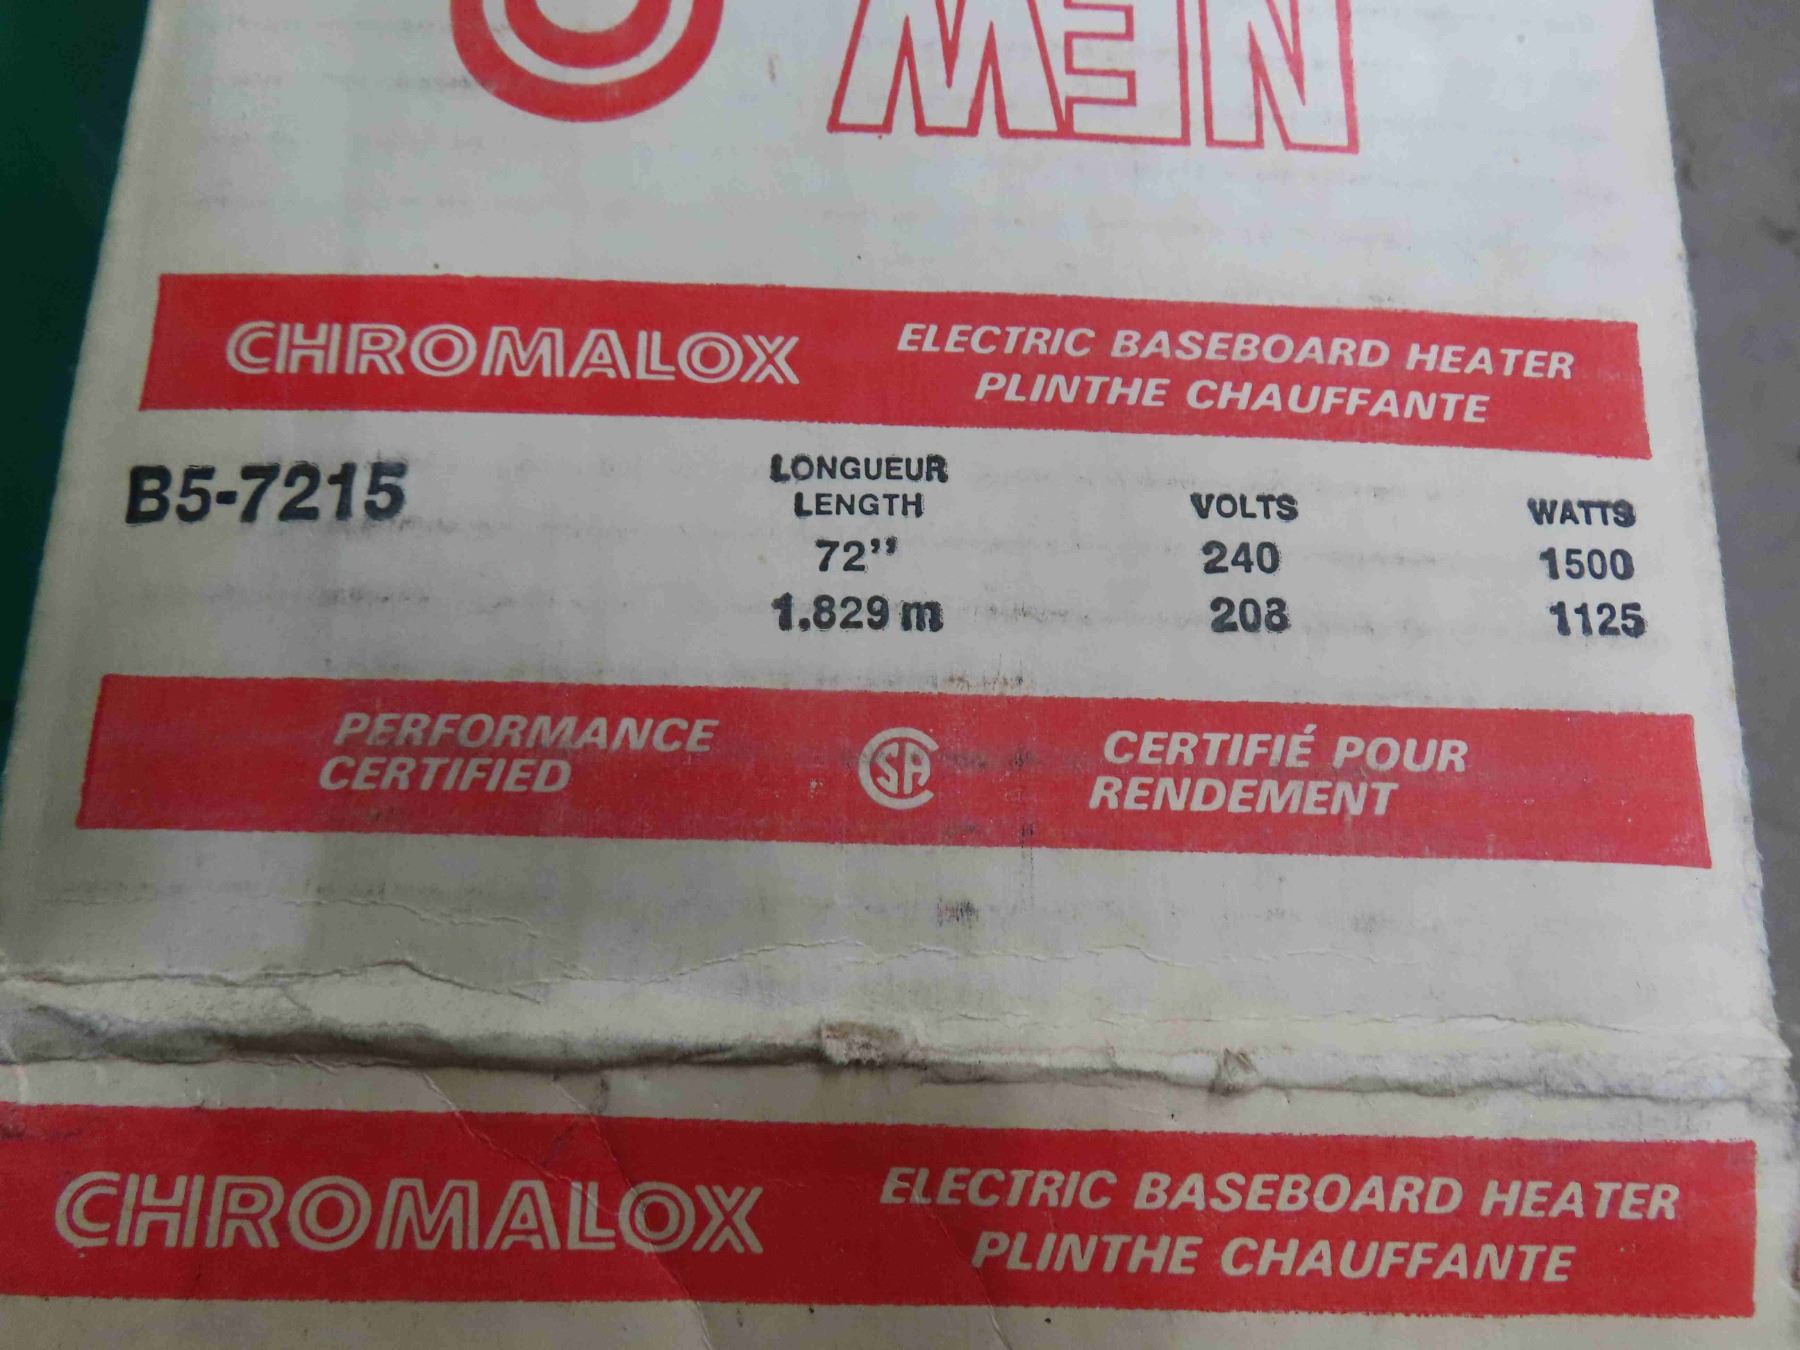 NEW
CHROMALOX
ELECTRIC BASEBOARD HEATER
PLINTHE CHAUFFANTE
B5-7215
LONGUEUR
LENGTH VOLTS WATTS
72" 240 1500
1.829 m 208 1125
PERFORMANCE
CERTIFIED
CSA
CERTIFIÉ POUR
RENDEMENT
CHROMALOX
ELECTRIC BASEBOARD HEATER
PLINTHE CHAUFFANTE